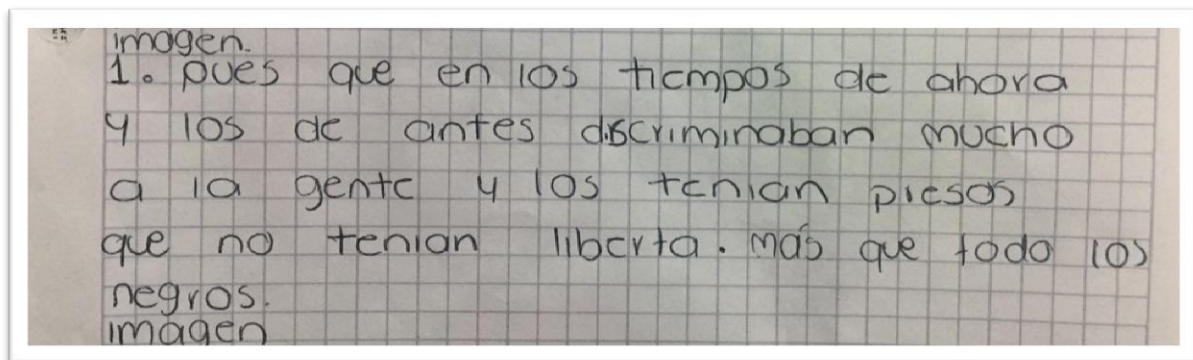 imagen.
1. pues que en los tiempos de ahora
y los de antes discriminaban mucho
a la gente y los tenian presos
que no tenian liberta. más que todo los
negros.
imagen